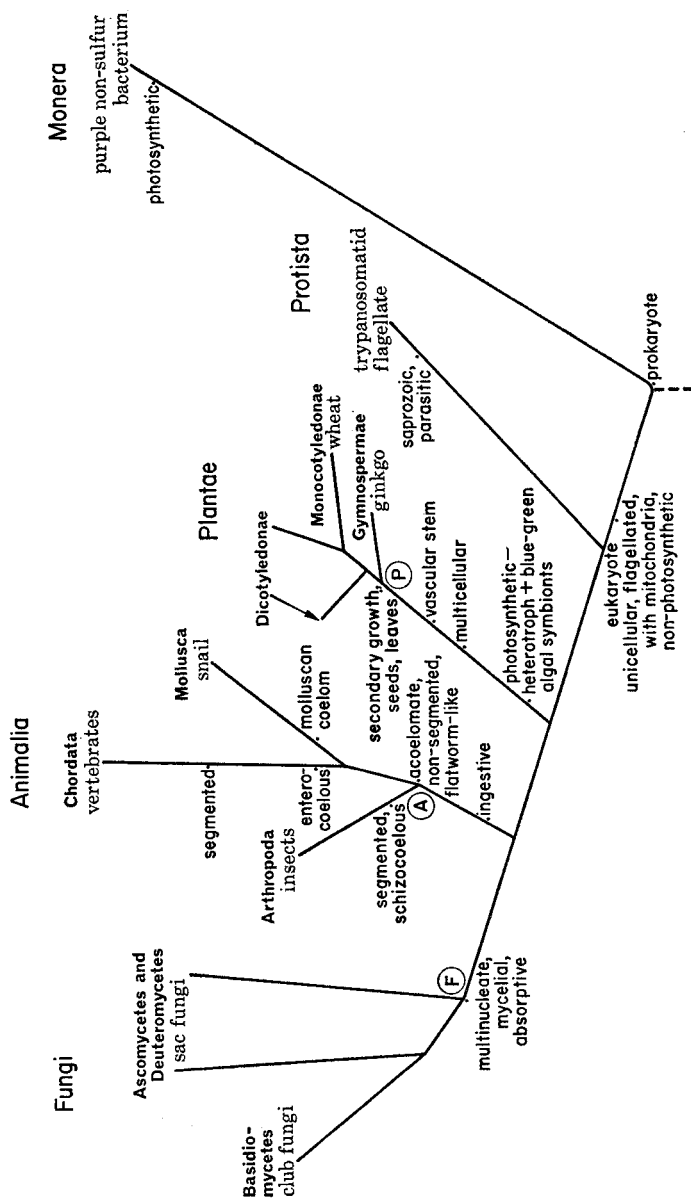 Fungi
Ascomycetes and
Deuteromycetes
sac fungi
Basidio-
mycetes
club fungi
F
multinucleate,
mycelial,
absorptive
Animalia
Chordata
vertebrates
Mollusca
snail
segmented
entero-
coelous
molluscan
coelom
Arthropoda
insects
segmented,
schizocoelous
A
acoelomate,
non-segmented,
flatworm-like
ingestive
Plantae
Dicotyledonae
Monocotyledonae
wheat
Gymnospermae
ginkgo
secondary growth,
seeds, leaves
P
vascular stem
multicellular
photosynthetic—
heterotroph + blue-green
algal symbionts
Protista
trypanosomatid
flagellate
saprozoic,
parasitic
eukaryote
unicellular, flagellated,
with mitochondria,
non-photosynthetic
Monera
purple non-sulfur
bacterium
photosynthetic
prokaryote